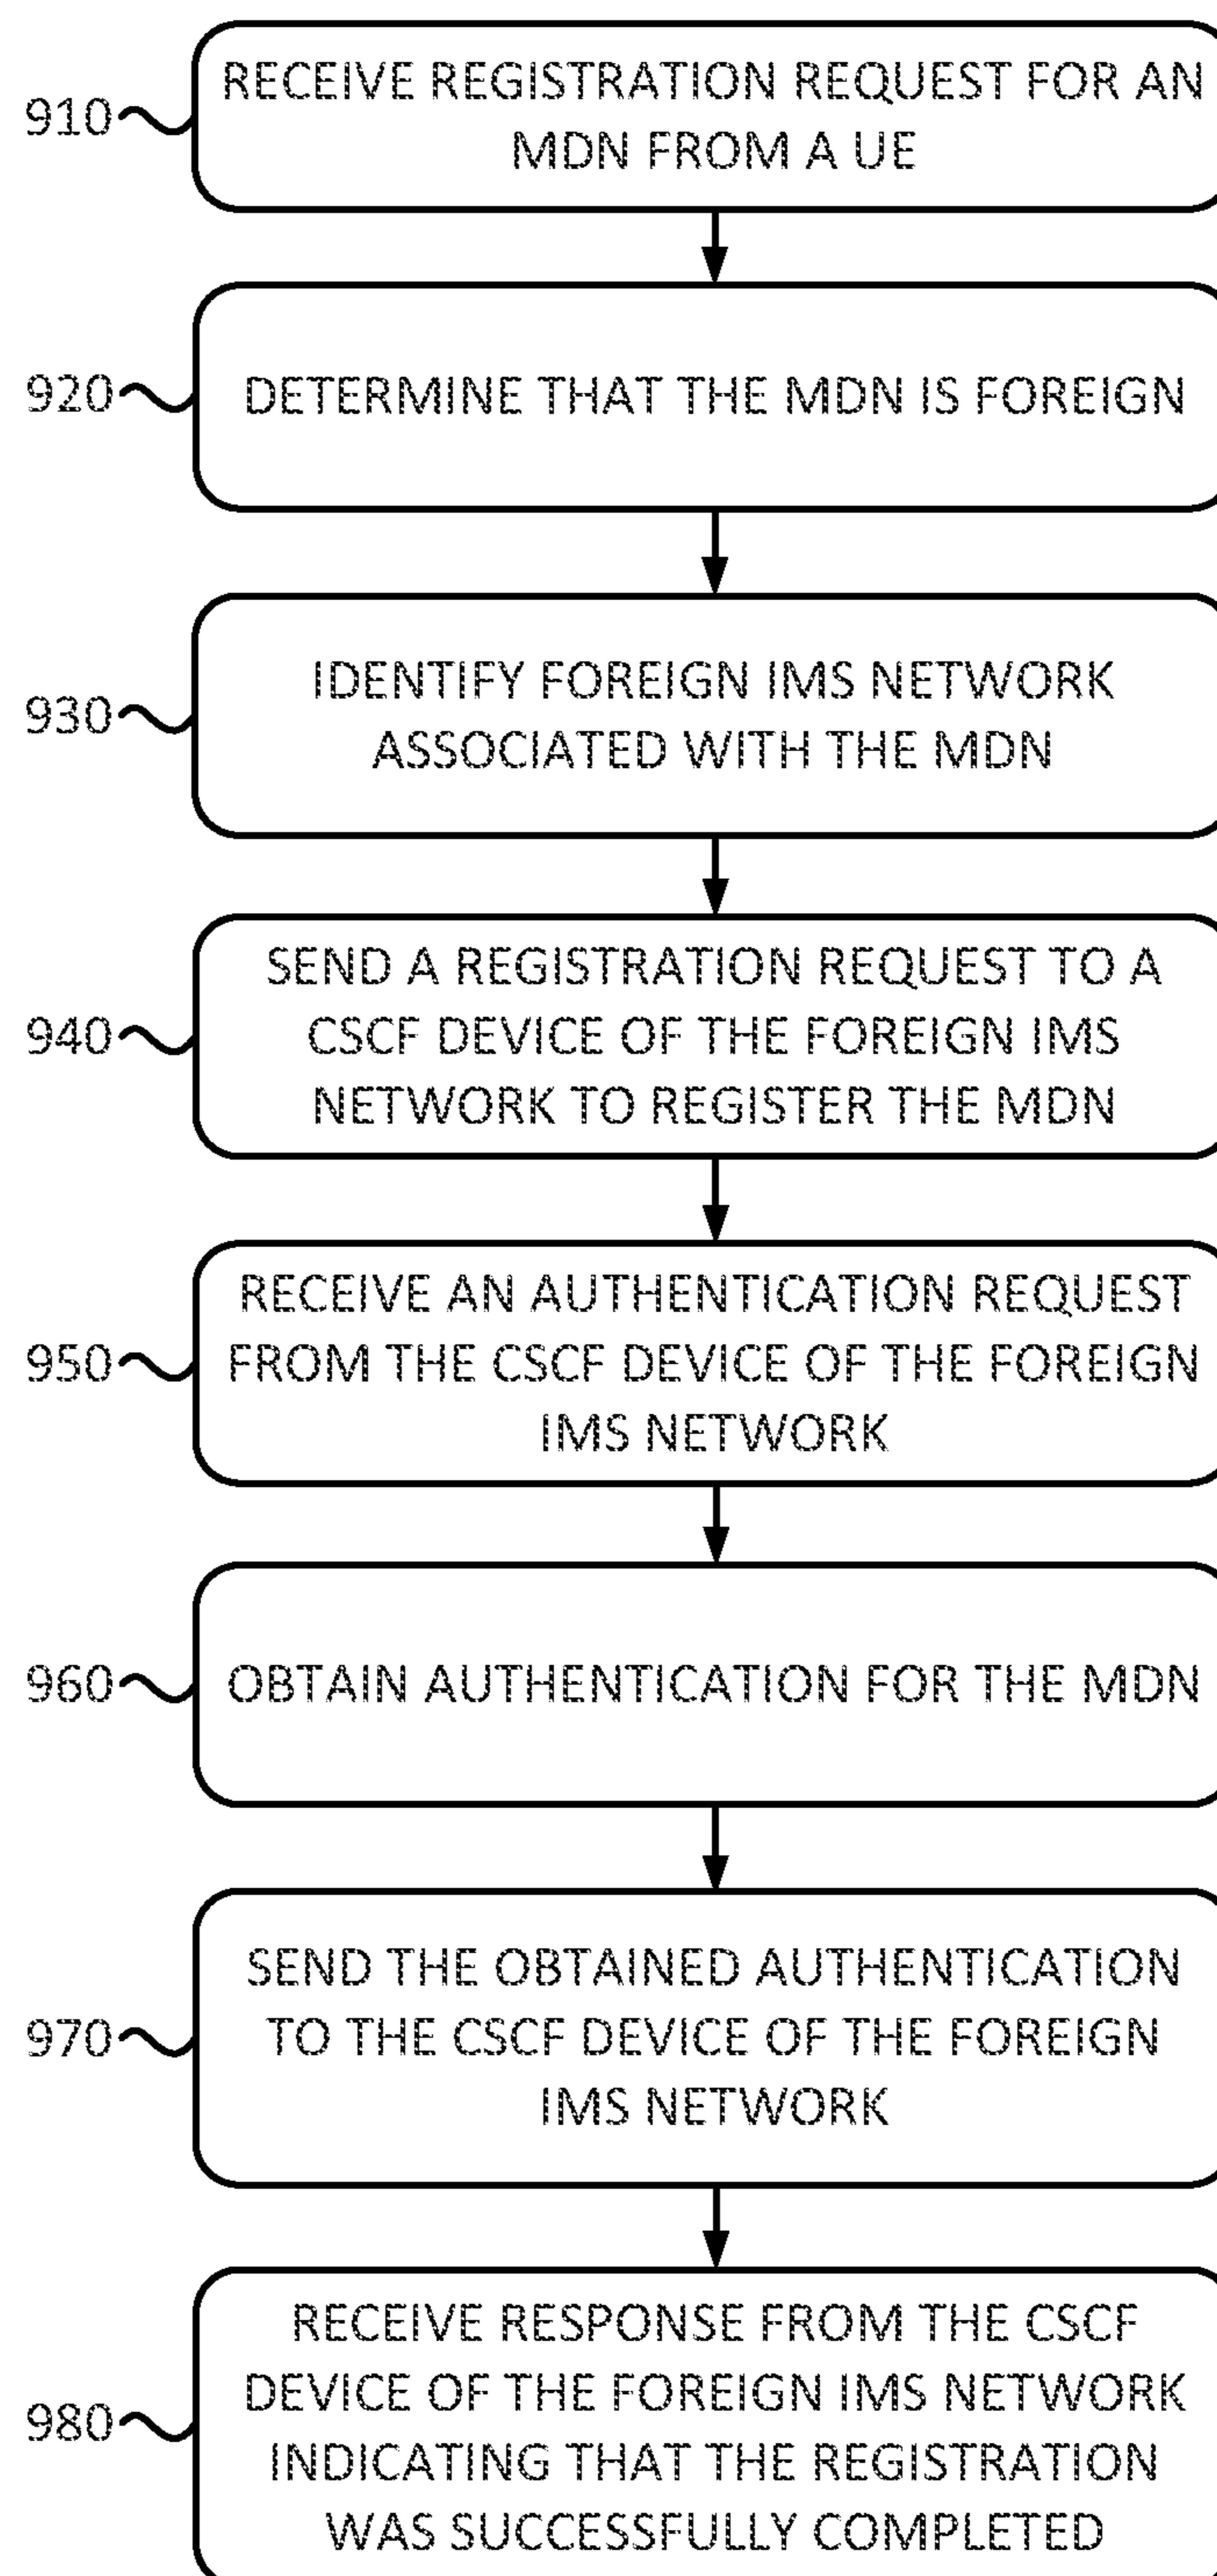 910
RECEIVE REGISTRATION REQUEST FOR AN
MDN FROM A UE
920
DETERMINE THAT THE MDN IS FOREIGN
930
IDENTIFY FOREIGN IMS NETWORK
ASSOCIATED WITH THE MDN
940
SEND A REGISTRATION REQUEST TO A
CSCF DEVICE OF THE FOREIGN IMS
NETWORK TO REGISTER THE MDN
950
RECEIVE AN AUTHENTICATION REQUEST
FROM THE CSCF DEVICE OF THE FOREIGN
IMS NETWORK
960
OBTAIN AUTHENTICATION FOR THE MDN
970
SEND THE OBTAINED AUTHENTICATION
TO THE CSCF DEVICE OF THE FOREIGN
IMS NETWORK
980
RECEIVE RESPONSE FROM THE CSCF
DEVICE OF THE FOREIGN IMS NETWORK
INDICATING THAT THE REGISTRATION
WAS SUCCESSFULLY COMPLETED